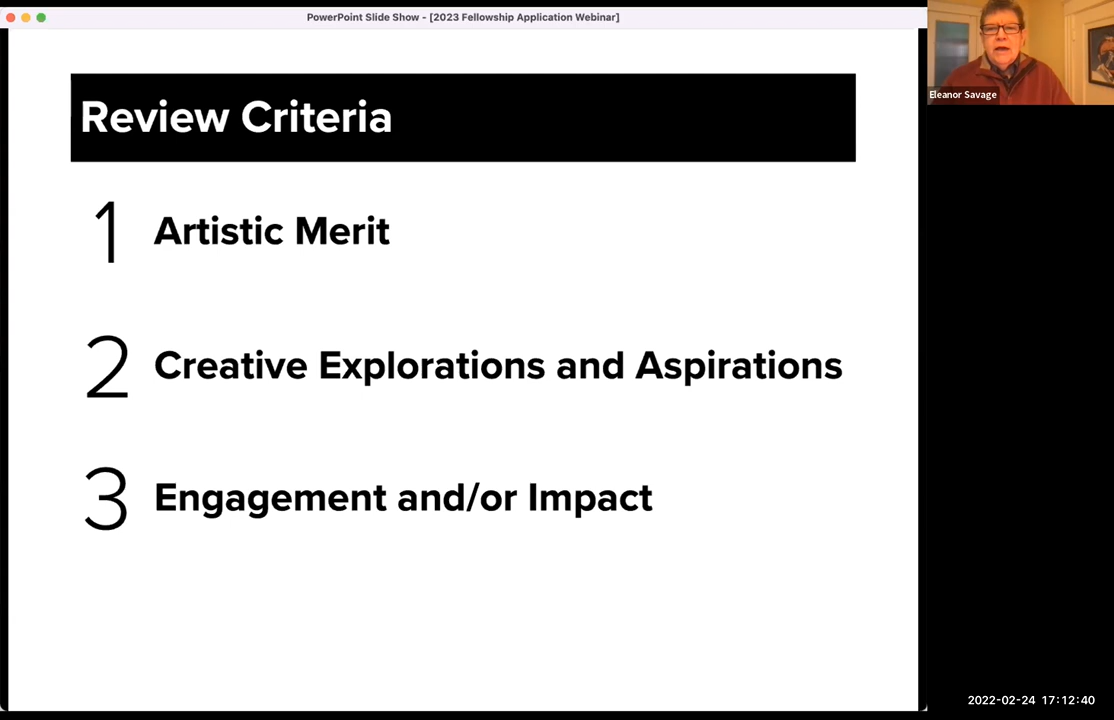 PowerPoint Slide Show - [2023 Fellowship Application Webinar]
Review Criteria
1 Artistic Merit
2 Creative Explorations and Aspirations
3 Engagement and/or Impact
Eleanor Savage
2022-02-24 17:12:40